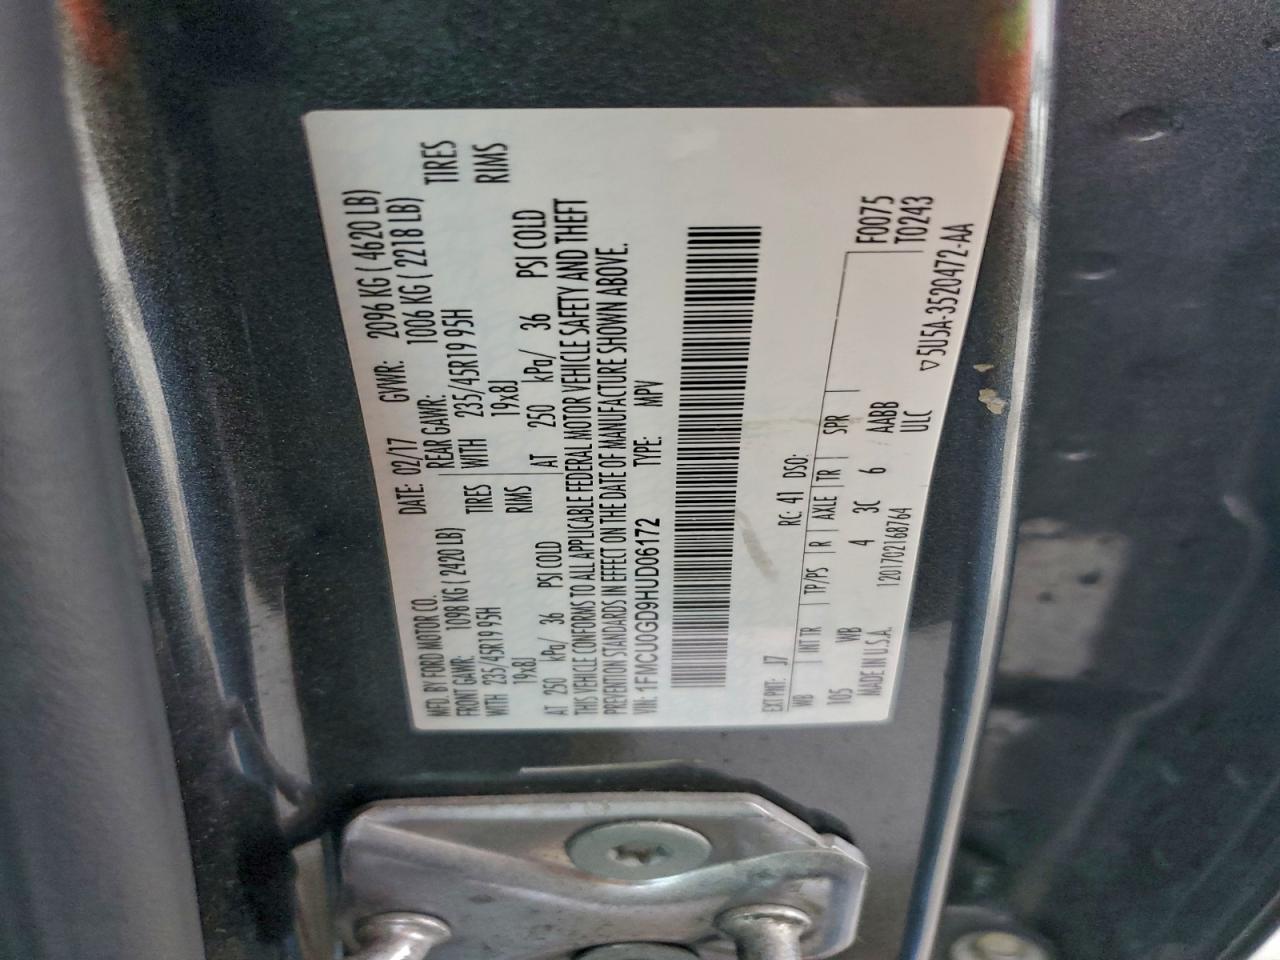 MFD. BY FORD MOTOR CO.
DATE: 02/17 GVWR: 2096 KG ( 4620 LB)
FRONT GAWR: 1098 KG ( 2420 LB) REAR GAWR: 1006 KG ( 2218 LB)
WITH 235/45R19 95H TIRES WITH 235/45R19 95H TIRES
19x8J RIMS 19x8J RIMS
AT 250 kPa/ 36 PSI COLD AT 250 kPa/ 36 PSI COLD
THIS VEHICLE CONFORMS TO ALL APPLICABLE FEDERAL MOTOR VEHICLE SAFETY AND THEFT
PREVENTION STANDARDS IN EFFECT ON THE DATE OF MANUFACTURE SHOWN ABOVE.
VIN: 1FMCU0GD9HUD06172 TYPE: MPV
EXT PNT: J7 RC: 41 DSO: F0075
WB INT TR TP/PS R AXLE TR SPR T0243
105 WB 4 3C 6 AABB
MADE IN U.S.A. 1201702168764 ULC
▽5U5A-3520472-AA